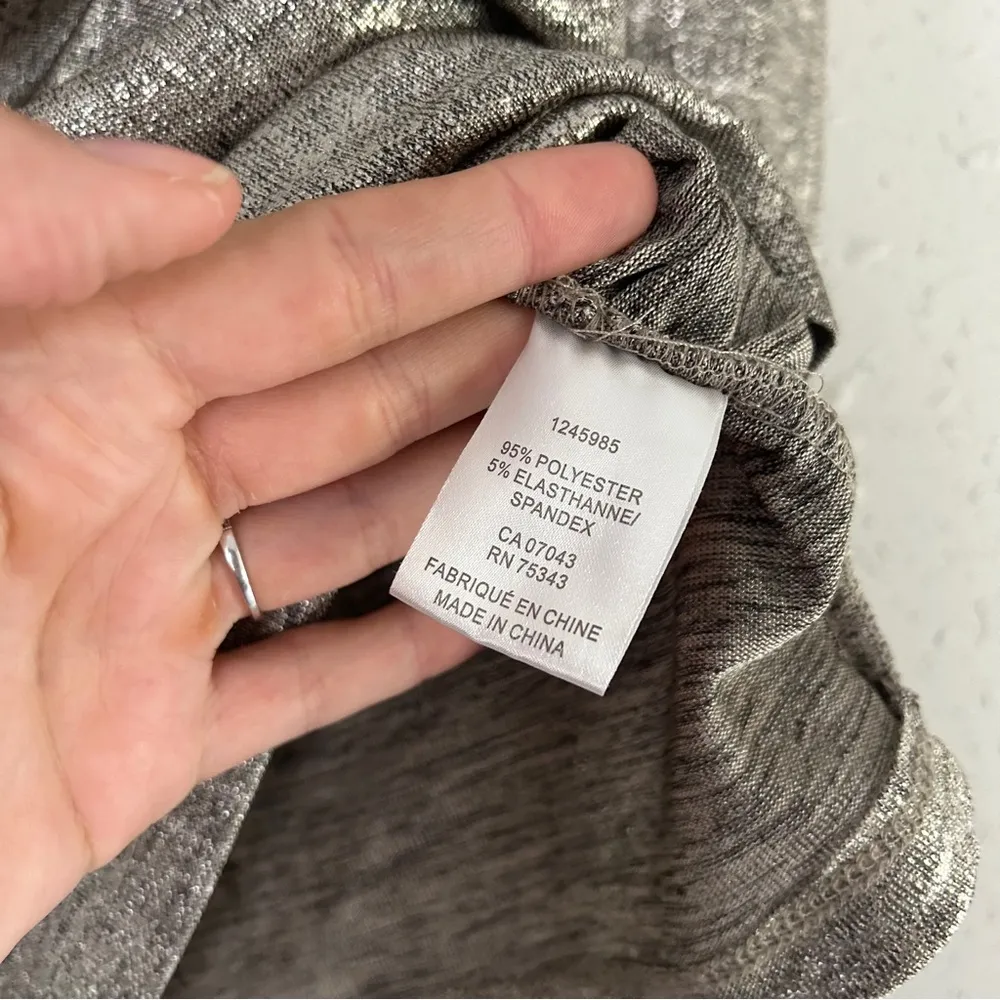 1245985
95% POLYESTER
5% ELASTHANNE/
SPANDEX
CA 07043
RN 75343
FABRIQUÉ EN CHINE
MADE IN CHINA